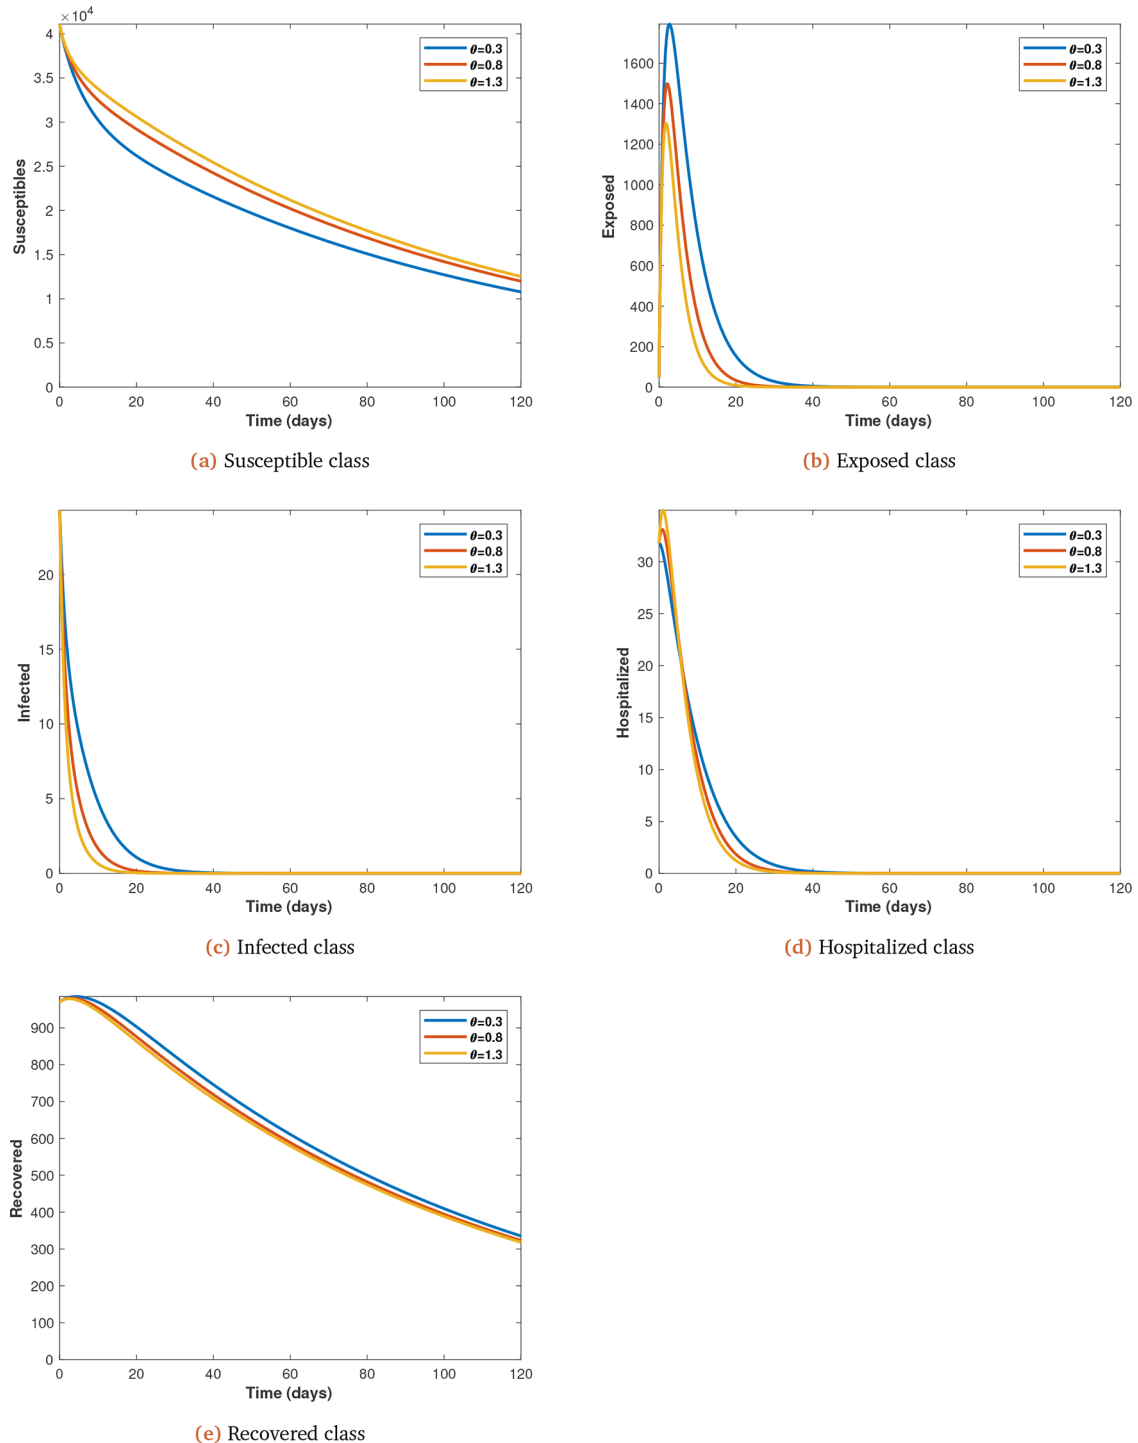 ×10⁴
4
3.5
3
2.5
2
1.5
1
0.5
0
0 20 40 60 80 100 120
Susceptibles
Time (days)
θ=0.3
θ=0.8
θ=1.3
(a) Susceptible class
1600
1400
1200
1000
800
600
400
200
0
0 20 40 60 80 100 120
Exposed
Time (days)
θ=0.3
θ=0.8
θ=1.3
(b) Exposed class
20
15
10
5
0
0 20 40 60 80 100 120
Infected
Time (days)
θ=0.3
θ=0.8
θ=1.3
(c) Infected class
30
25
20
15
10
5
0
0 20 40 60 80 100 120
Hospitalized
Time (days)
θ=0.3
θ=0.8
θ=1.3
(d) Hospitalized class
900
800
700
600
500
400
300
200
100
0
0 20 40 60 80 100 120
Recovered
Time (days)
θ=0.3
θ=0.8
θ=1.3
(e) Recovered class